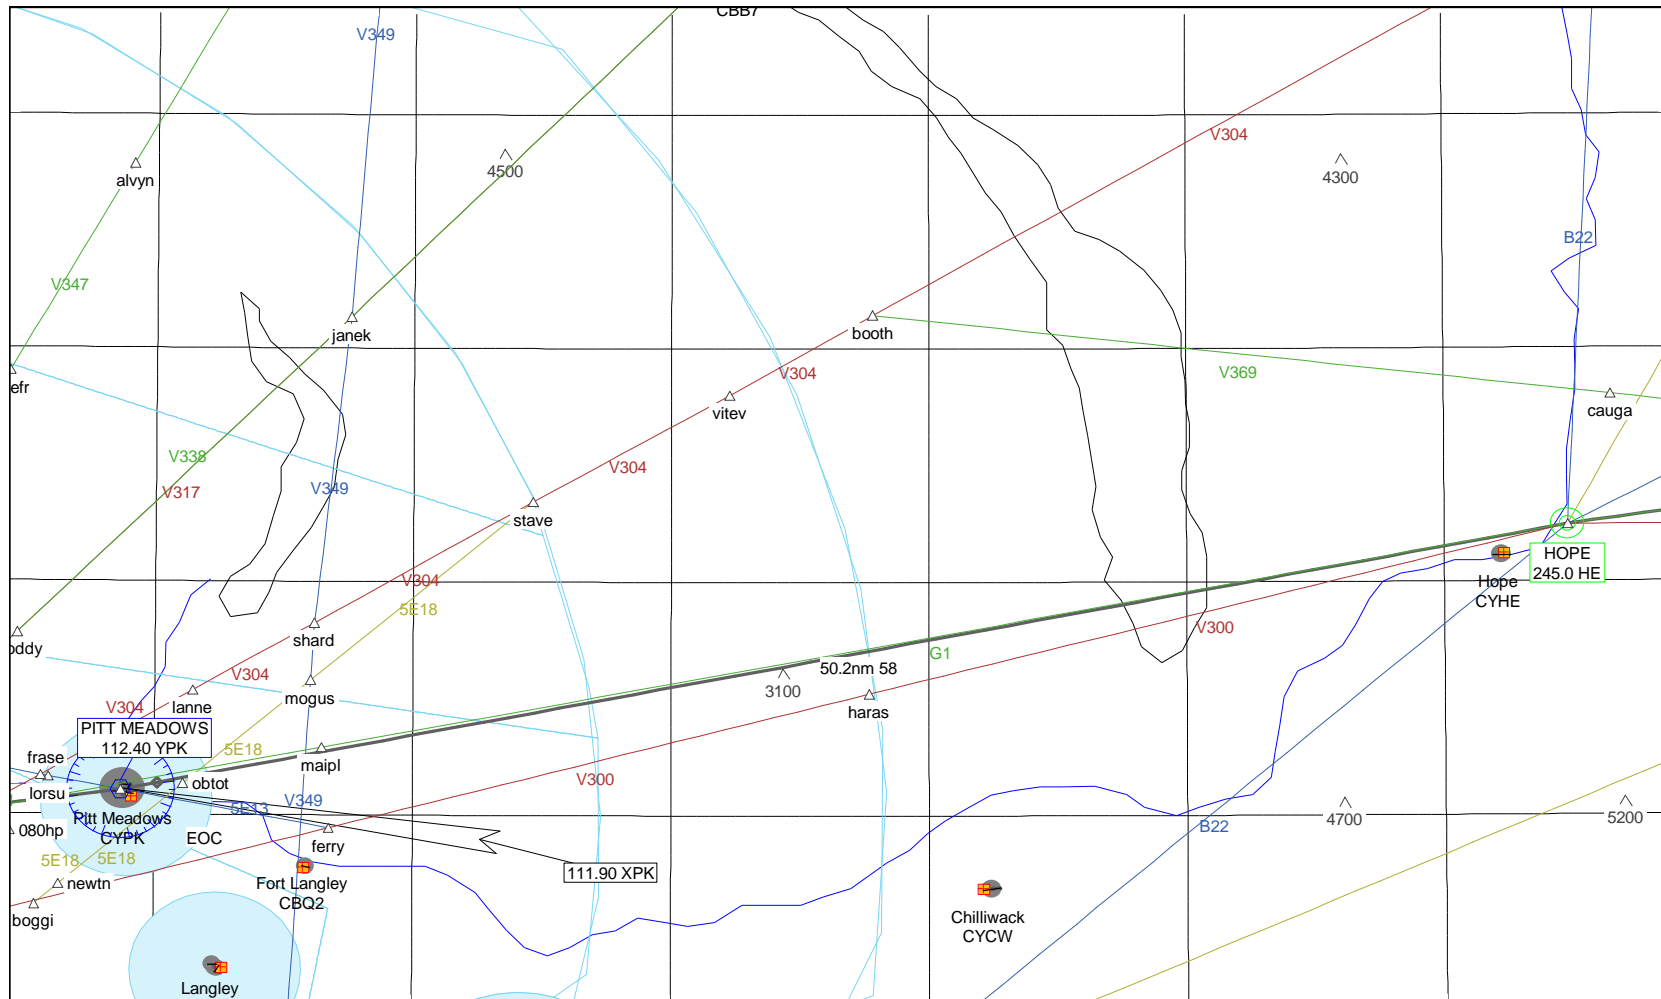 CBB7
V349
V304
4500
4300
alvyn
B22
V347
janek
booth
V304
V369
efr
vitev
cauga
V338
V304
V317
V349
stave
HOPE
245.0 HE
V304
5E18
Hope
CYHE
shard
V300
oddy
G1
V304
50.2nm 58
3100
mogus
lanne
V304
haras
PITT MEADOWS
112.40 YPK
5E18
frase
maipl
V300
obtot
lorsu
V349
5E13
Pitt Meadows
CYPK
080hp
EOC
4700
B22
5200
ferry
5E18
5E18
111.90 XPK
newtn
Fort Langley
CBQ2
boggi
Chilliwack
CYCW
Langley